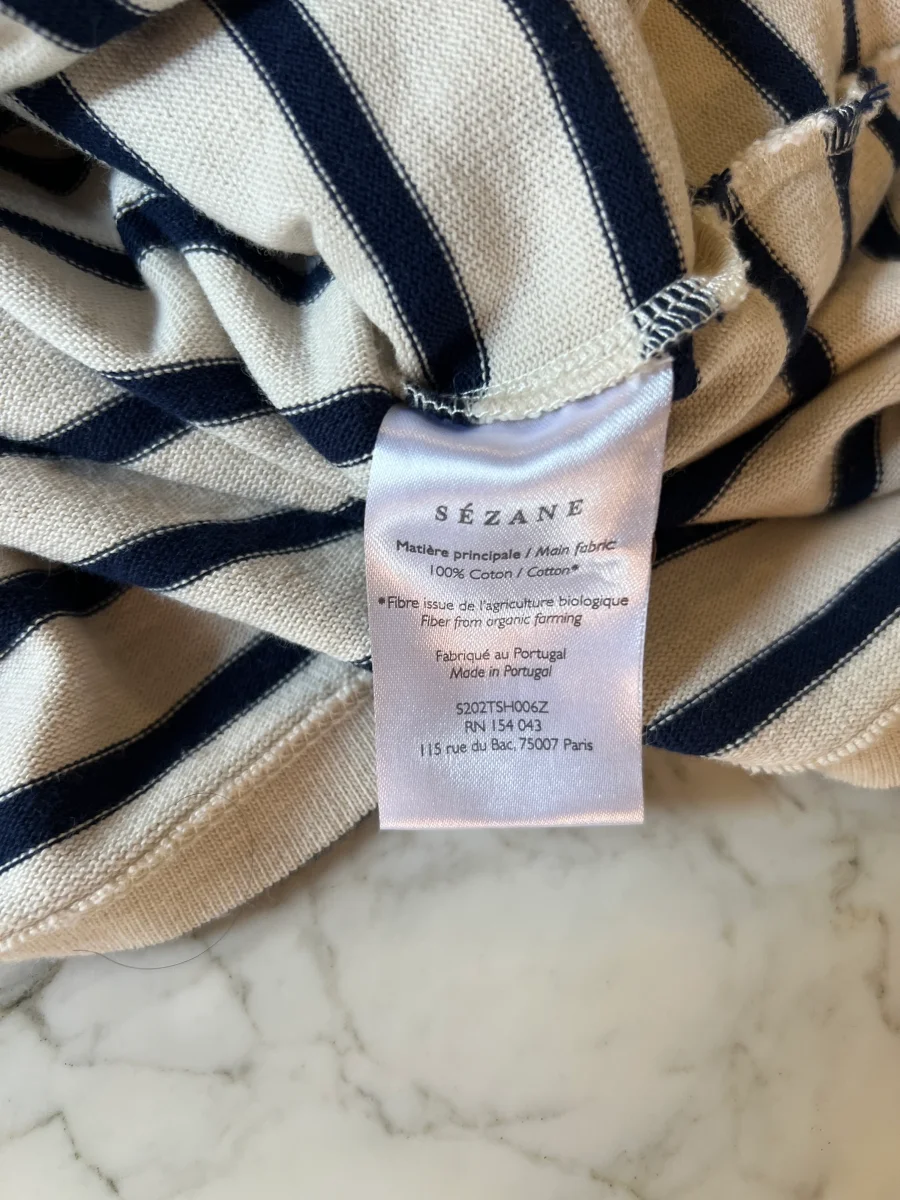 SÉZANE
Matière principale / Main fabric
100% Coton / Cotton*
*Fibre issue de l'agriculture biologique
Fiber from organic farming
Fabriqué au Portugal
Made in Portugal
S202TSH006Z
RN 154 043
115 rue du Bac, 75007 Paris